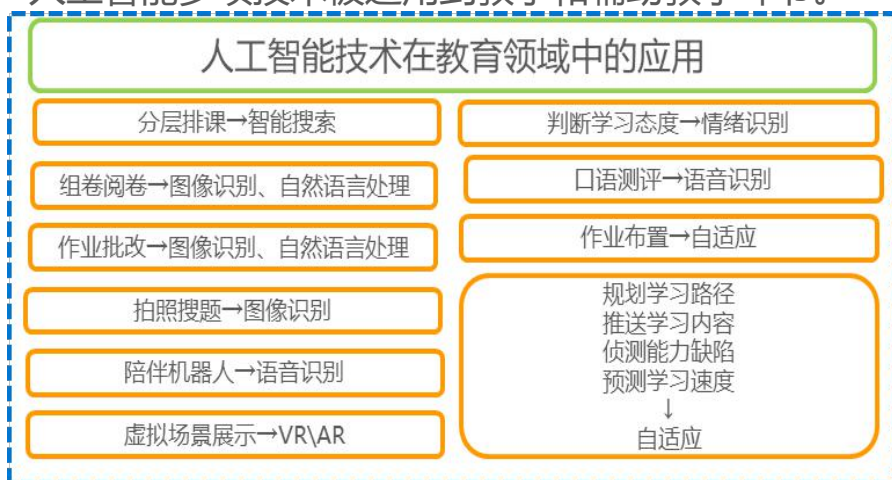 人工智能技术在教育领域中的应用
分层排课→智能搜索
组卷阅卷→图像识别、自然语言处理
作业批改→图像识别、自然语言处理
拍照搜题→图像识别
陪伴机器人→语音识别
虚拟场景展示→VR\AR
判断学习态度→情绪识别
口语测评→语音识别
作业布置→自适应
规划学习路径
推送学习内容
侦测能力缺陷
预测学习速度
↓
自适应